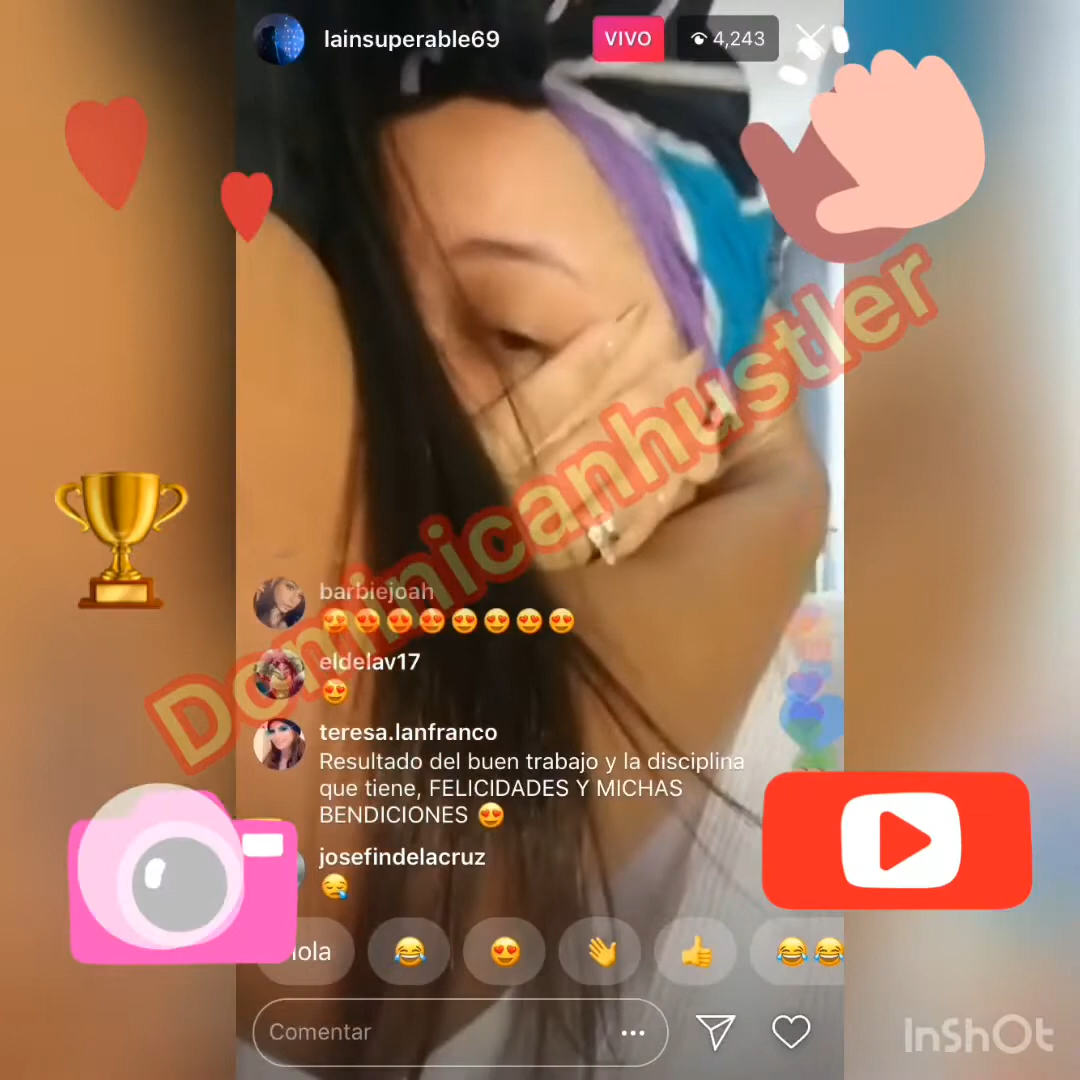 lainsuperable69
VIVO
4,243
Dominicanhustler
barbiejoah
😍😍😍😍😍😍😍😍
eldelav17
😍
teresa.lanfranco
Resultado del buen trabajo y la disciplina
que tiene, FELICIDADES Y MICHAS
BENDICIONES 😍
josefindelacruz
😪
😂 😍 👋 👍 😂😂
Comentar
InShOt